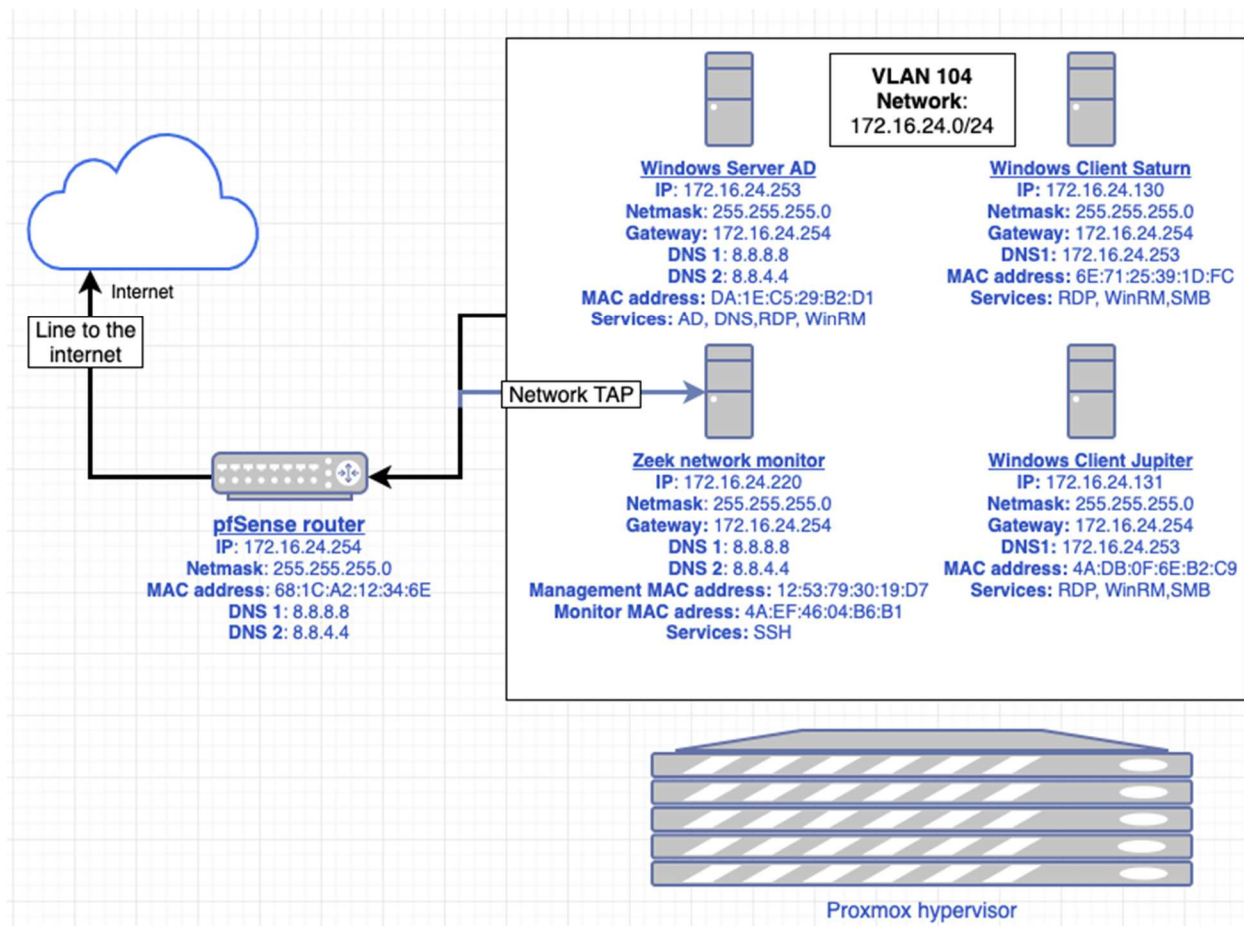 VLAN 104
Network:
172.16.24.0/24
Windows Server AD
IP: 172.16.24.253
Netmask: 255.255.255.0
Gateway: 172.16.24.254
DNS 1: 8.8.8.8
DNS 2: 8.8.4.4
MAC address: DA:1E:C5:29:B2:D1
Services: AD, DNS,RDP, WinRM
Windows Client Saturn
IP: 172.16.24.130
Netmask: 255.255.255.0
Gateway: 172.16.24.254
DNS1: 172.16.24.253
MAC address: 6E:71:25:39:1D:FC
Services: RDP, WinRM,SMB
Internet
Line to the
internet
Network TAP
Zeek network monitor
IP: 172.16.24.220
Netmask: 255.255.255.0
Gateway: 172.16.24.254
DNS 1: 8.8.8.8
DNS 2: 8.8.4.4
Management MAC address: 12:53:79:30:19:D7
Monitor MAC adress: 4A:EF:46:04:B6:B1
Services: SSH
Windows Client Jupiter
IP: 172.16.24.131
Netmask: 255.255.255.0
Gateway: 172.16.24.254
DNS1: 172.16.24.253
MAC address: 4A:DB:0F:6E:B2:C9
Services: RDP, WinRM,SMB
pfSense router
IP: 172.16.24.254
Netmask: 255.255.255.0
MAC address: 68:1C:A2:12:34:6E
DNS 1: 8.8.8.8
DNS 2: 8.8.4.4
Proxmox hypervisor